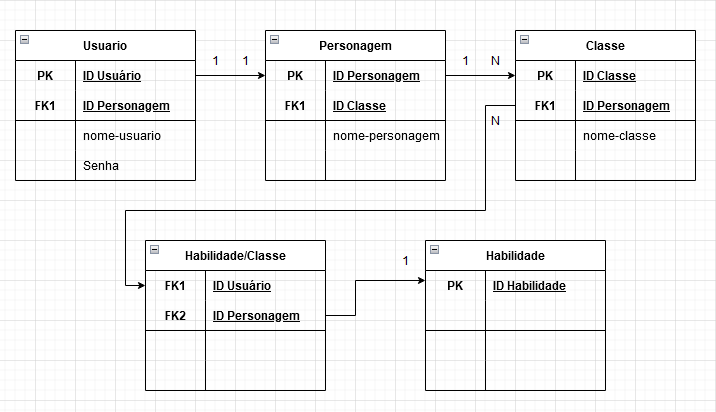 Usuario
PK ID Usuário
FK1 ID Personagem
nome-usuario
Senha
1 1
Personagem
PK ID Personagem
FK1 ID Classe
nome-personagem
1 N
Classe
PK ID Classe
FK1 ID Personagem
nome-classe
N
Habilidade/Classe
FK1 ID Usuário
FK2 ID Personagem
1
Habilidade
PK ID Habilidade